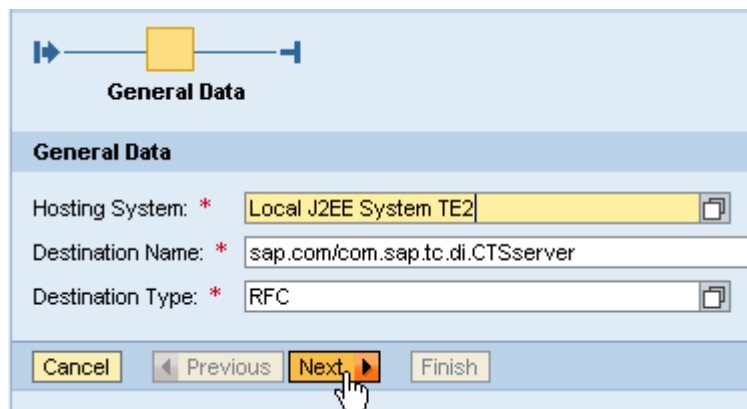 General Data
General Data
Hosting System: * Local J2EE System TE2
Destination Name: * sap.com/com.sap.tc.di.CTSserver
Destination Type: * RFC
Cancel Previous Next Finish